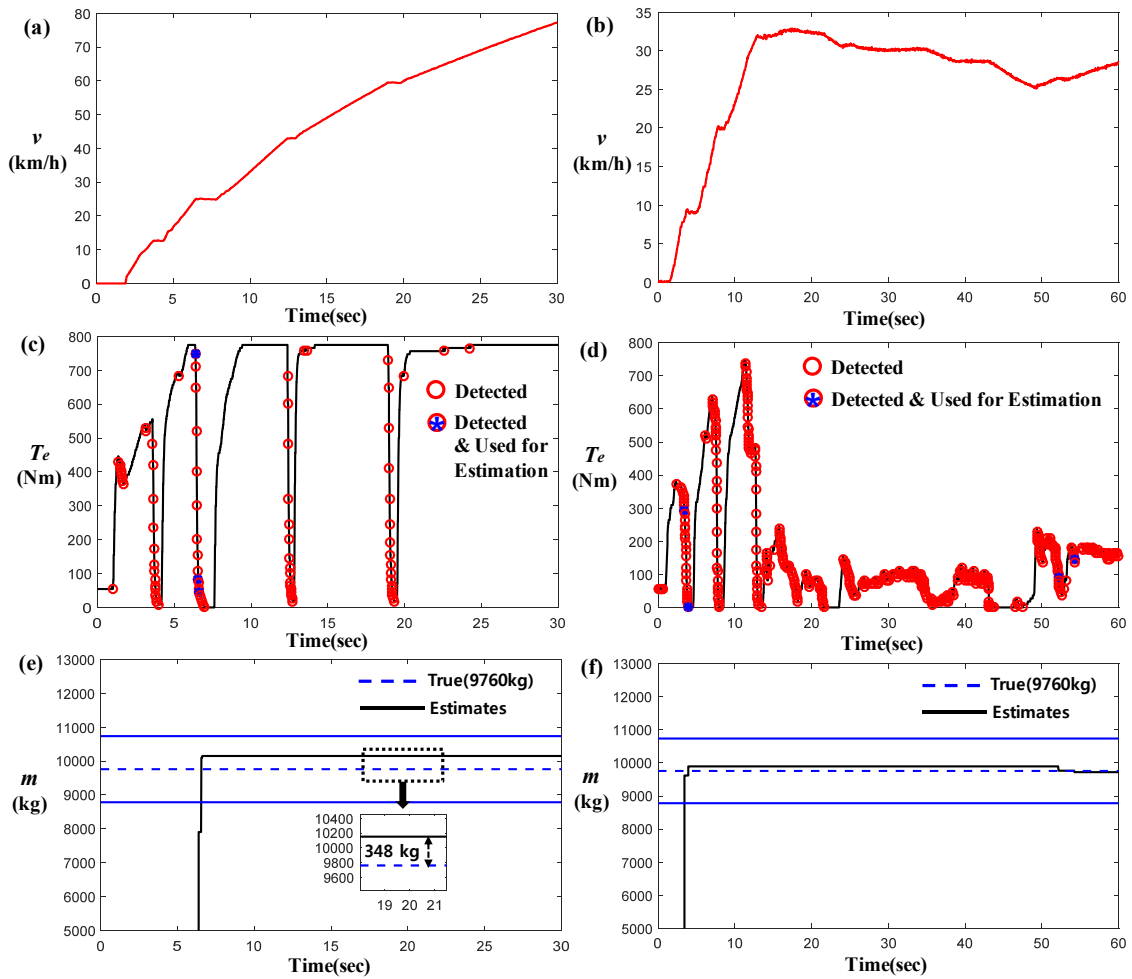 (a)
80
70
60
50
40
30
20
10
0
v
(km/h)
0 5 10 15 20 25 30
Time(sec)
(b)
35
30
25
20
15
10
5
0
v
(km/h)
0 10 20 30 40 50 60
Time(sec)
(c)
800
700
600
500
400
300
200
100
0
Te
(Nm)
Detected
Detected
& Used for
Estimation
0 5 10 15 20 25 30
Time(sec)
(d)
800
700
600
500
400
300
200
100
0
Te
(Nm)
Detected
Detected & Used for Estimation
0 10 20 30 40 50 60
Time(sec)
(e)
13000
12000
11000
10000
9000
8000
7000
6000
5000
m
(kg)
True(9760kg)
Estimates
10400
10200
10000
9800
9600
348 kg
19 20 21
0 5 10 15 20 25 30
Time(sec)
(f)
13000
12000
11000
10000
9000
8000
7000
6000
5000
m
(kg)
True(9760kg)
Estimates
0 10 20 30 40 50 60
Time(sec)